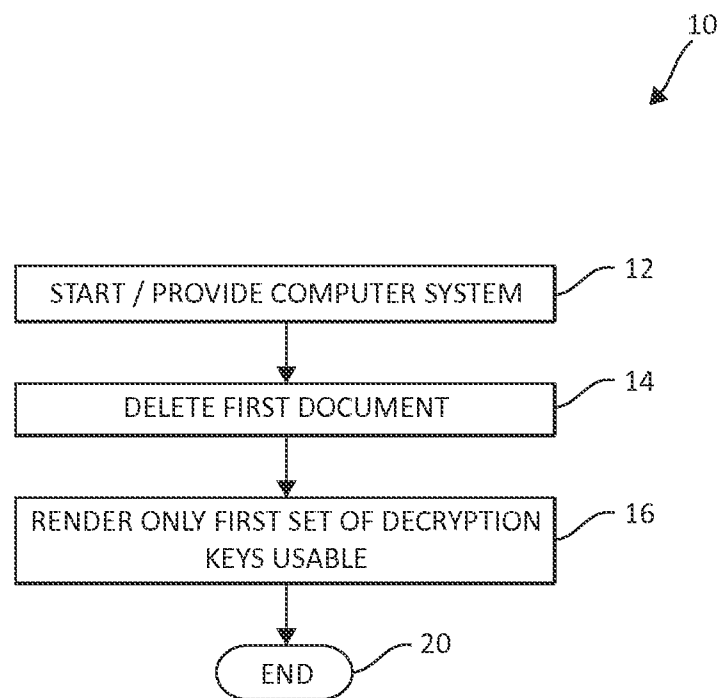 10
START / PROVIDE COMPUTER SYSTEM
12
DELETE FIRST DOCUMENT
14
RENDER ONLY FIRST SET OF DECRYPTION
KEYS USABLE
16
END
20